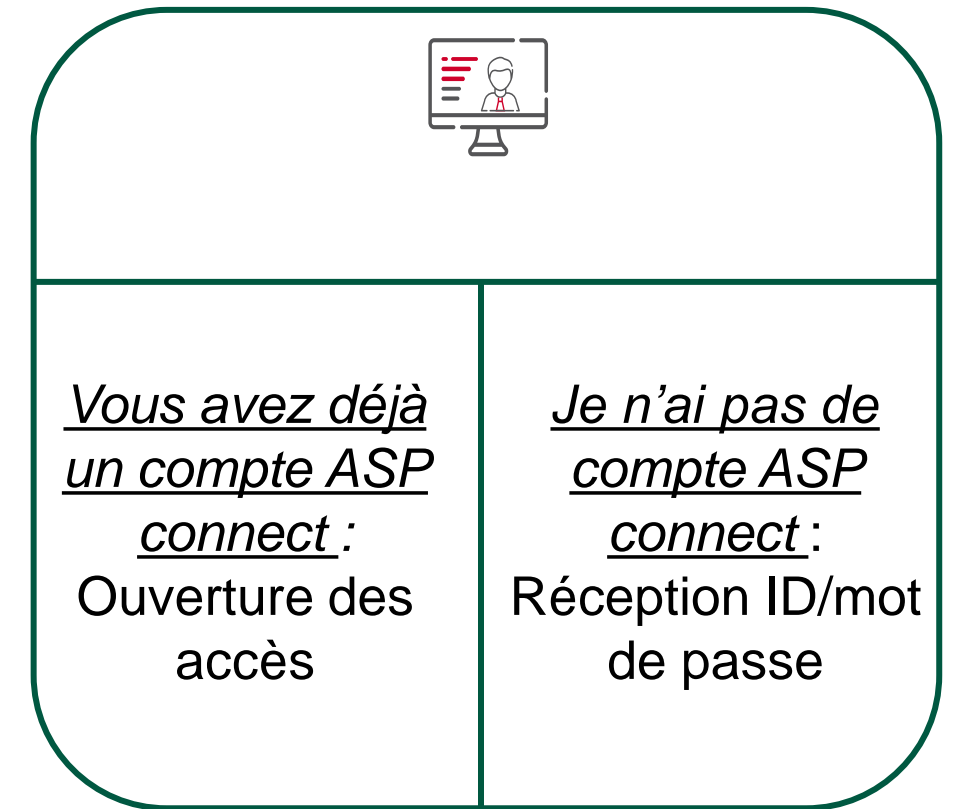 Vous avez déjà
un compte ASP
connect :
Ouverture des
accès
Je n’ai pas de
compte ASP
connect :
Réception ID/mot
de passe